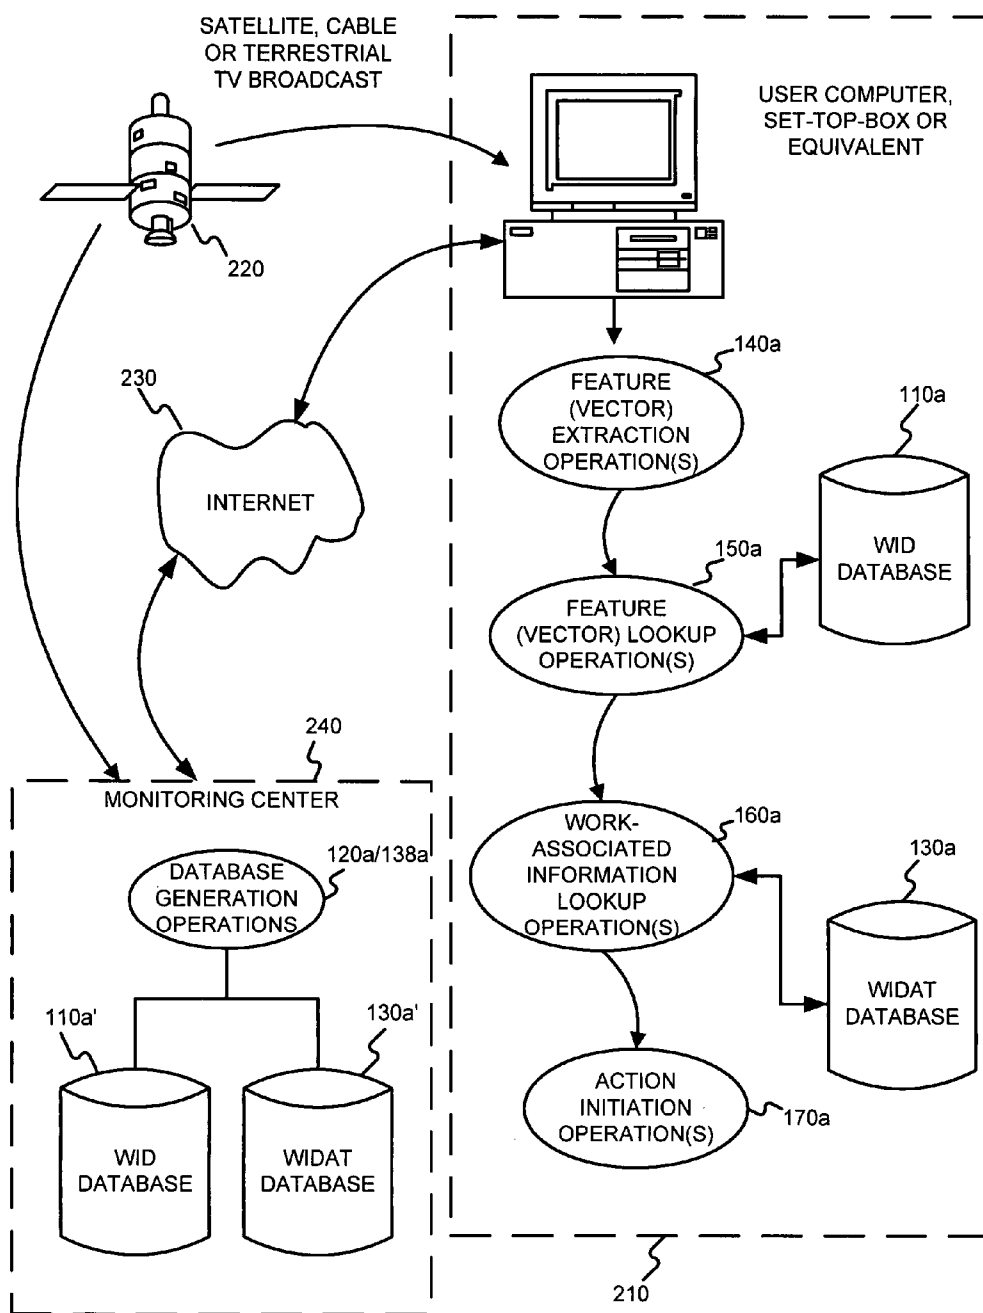 SATELLITE, CABLE
OR TERRESTRIAL
TV BROADCAST
USER COMPUTER,
SET-TOP-BOX OR
EQUIVALENT
220
140a
FEATURE
(VECTOR)
EXTRACTION
OPERATION(S)
230
INTERNET
110a
WID
DATABASE
150a
FEATURE
(VECTOR) LOOKUP
OPERATION(S)
240
MONITORING CENTER
160a
WORK-
ASSOCIATED
INFORMATION
LOOKUP
OPERATION(S)
120a/138a
DATABASE
GENERATION
OPERATIONS
130a
WIDAT
DATABASE
110a'
WID
DATABASE
130a'
WIDAT
DATABASE
ACTION
INITIATION
OPERATION(S)
170a
210